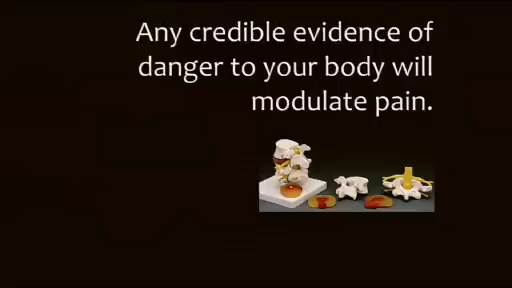 Any credible evidence of
danger to your body will
modulate pain.